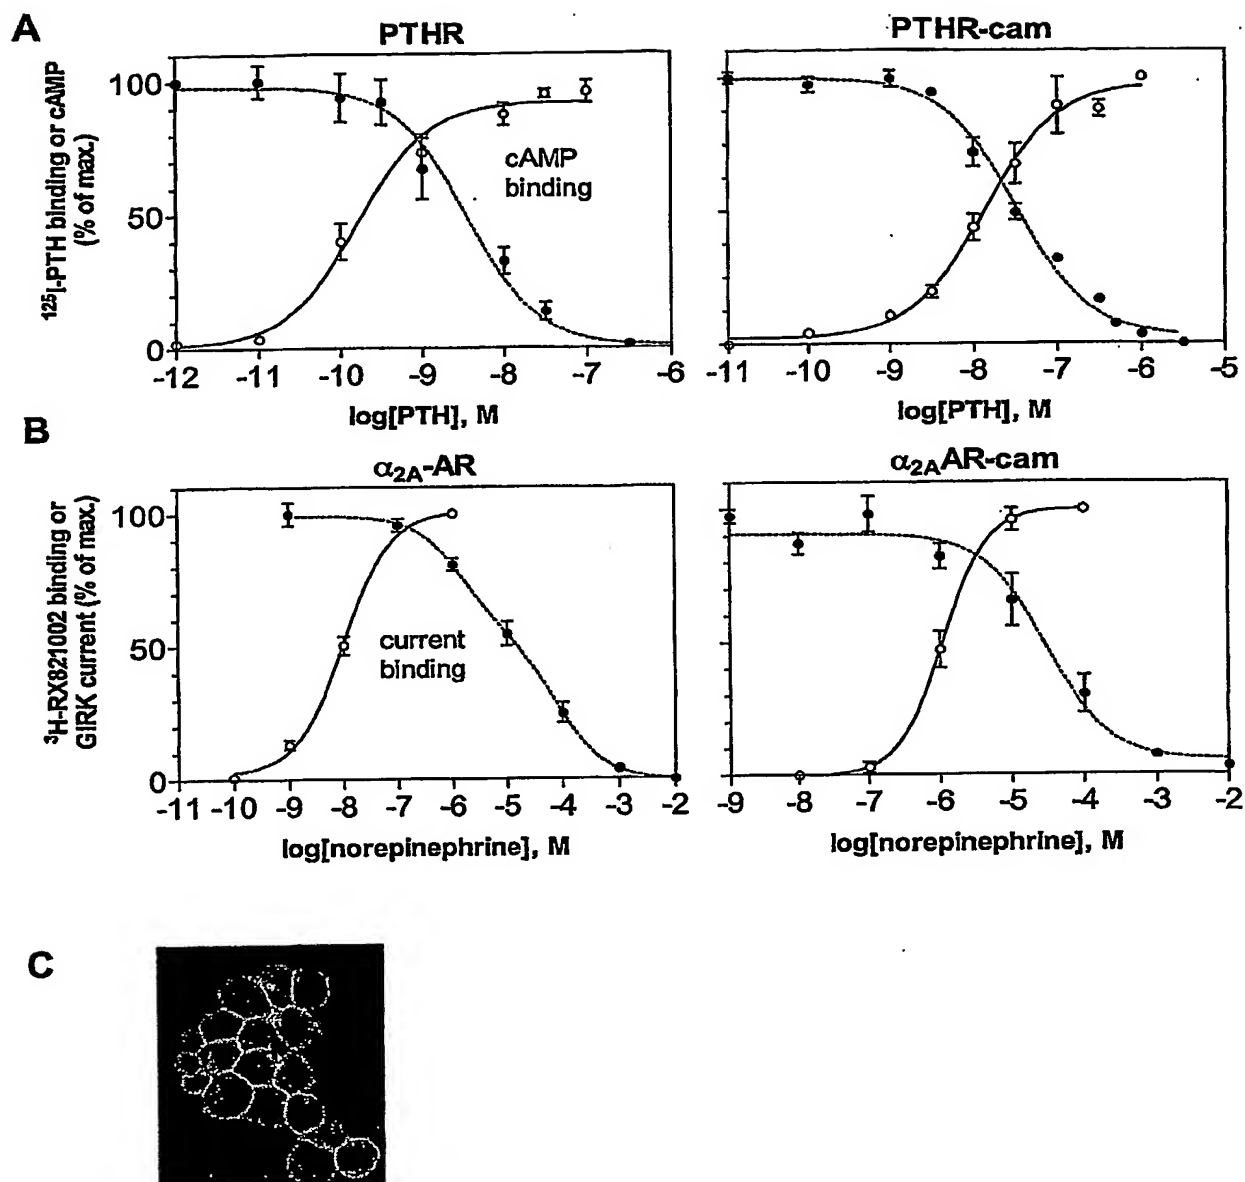 A
PTHR
PTHR-cam
¹²⁵I-PTH binding or cAMP
(% of max.)
100
50
0
cAMP
binding
-12 -11 -10 -9 -8 -7 -6
-11 -10 -9 -8 -7 -6 -5
log[PTH], M
log[PTH], M
B
α2A-AR
α2AAR-cam
³H-RX821002 binding or
GIRK current (% of max.)
100
50
0
current
binding
-11 -10 -9 -8 -7 -6 -5 -4 -3 -2
-9 -8 -7 -6 -5 -4 -3 -2
log[norepinephrine], M
log[norepinephrine], M
C